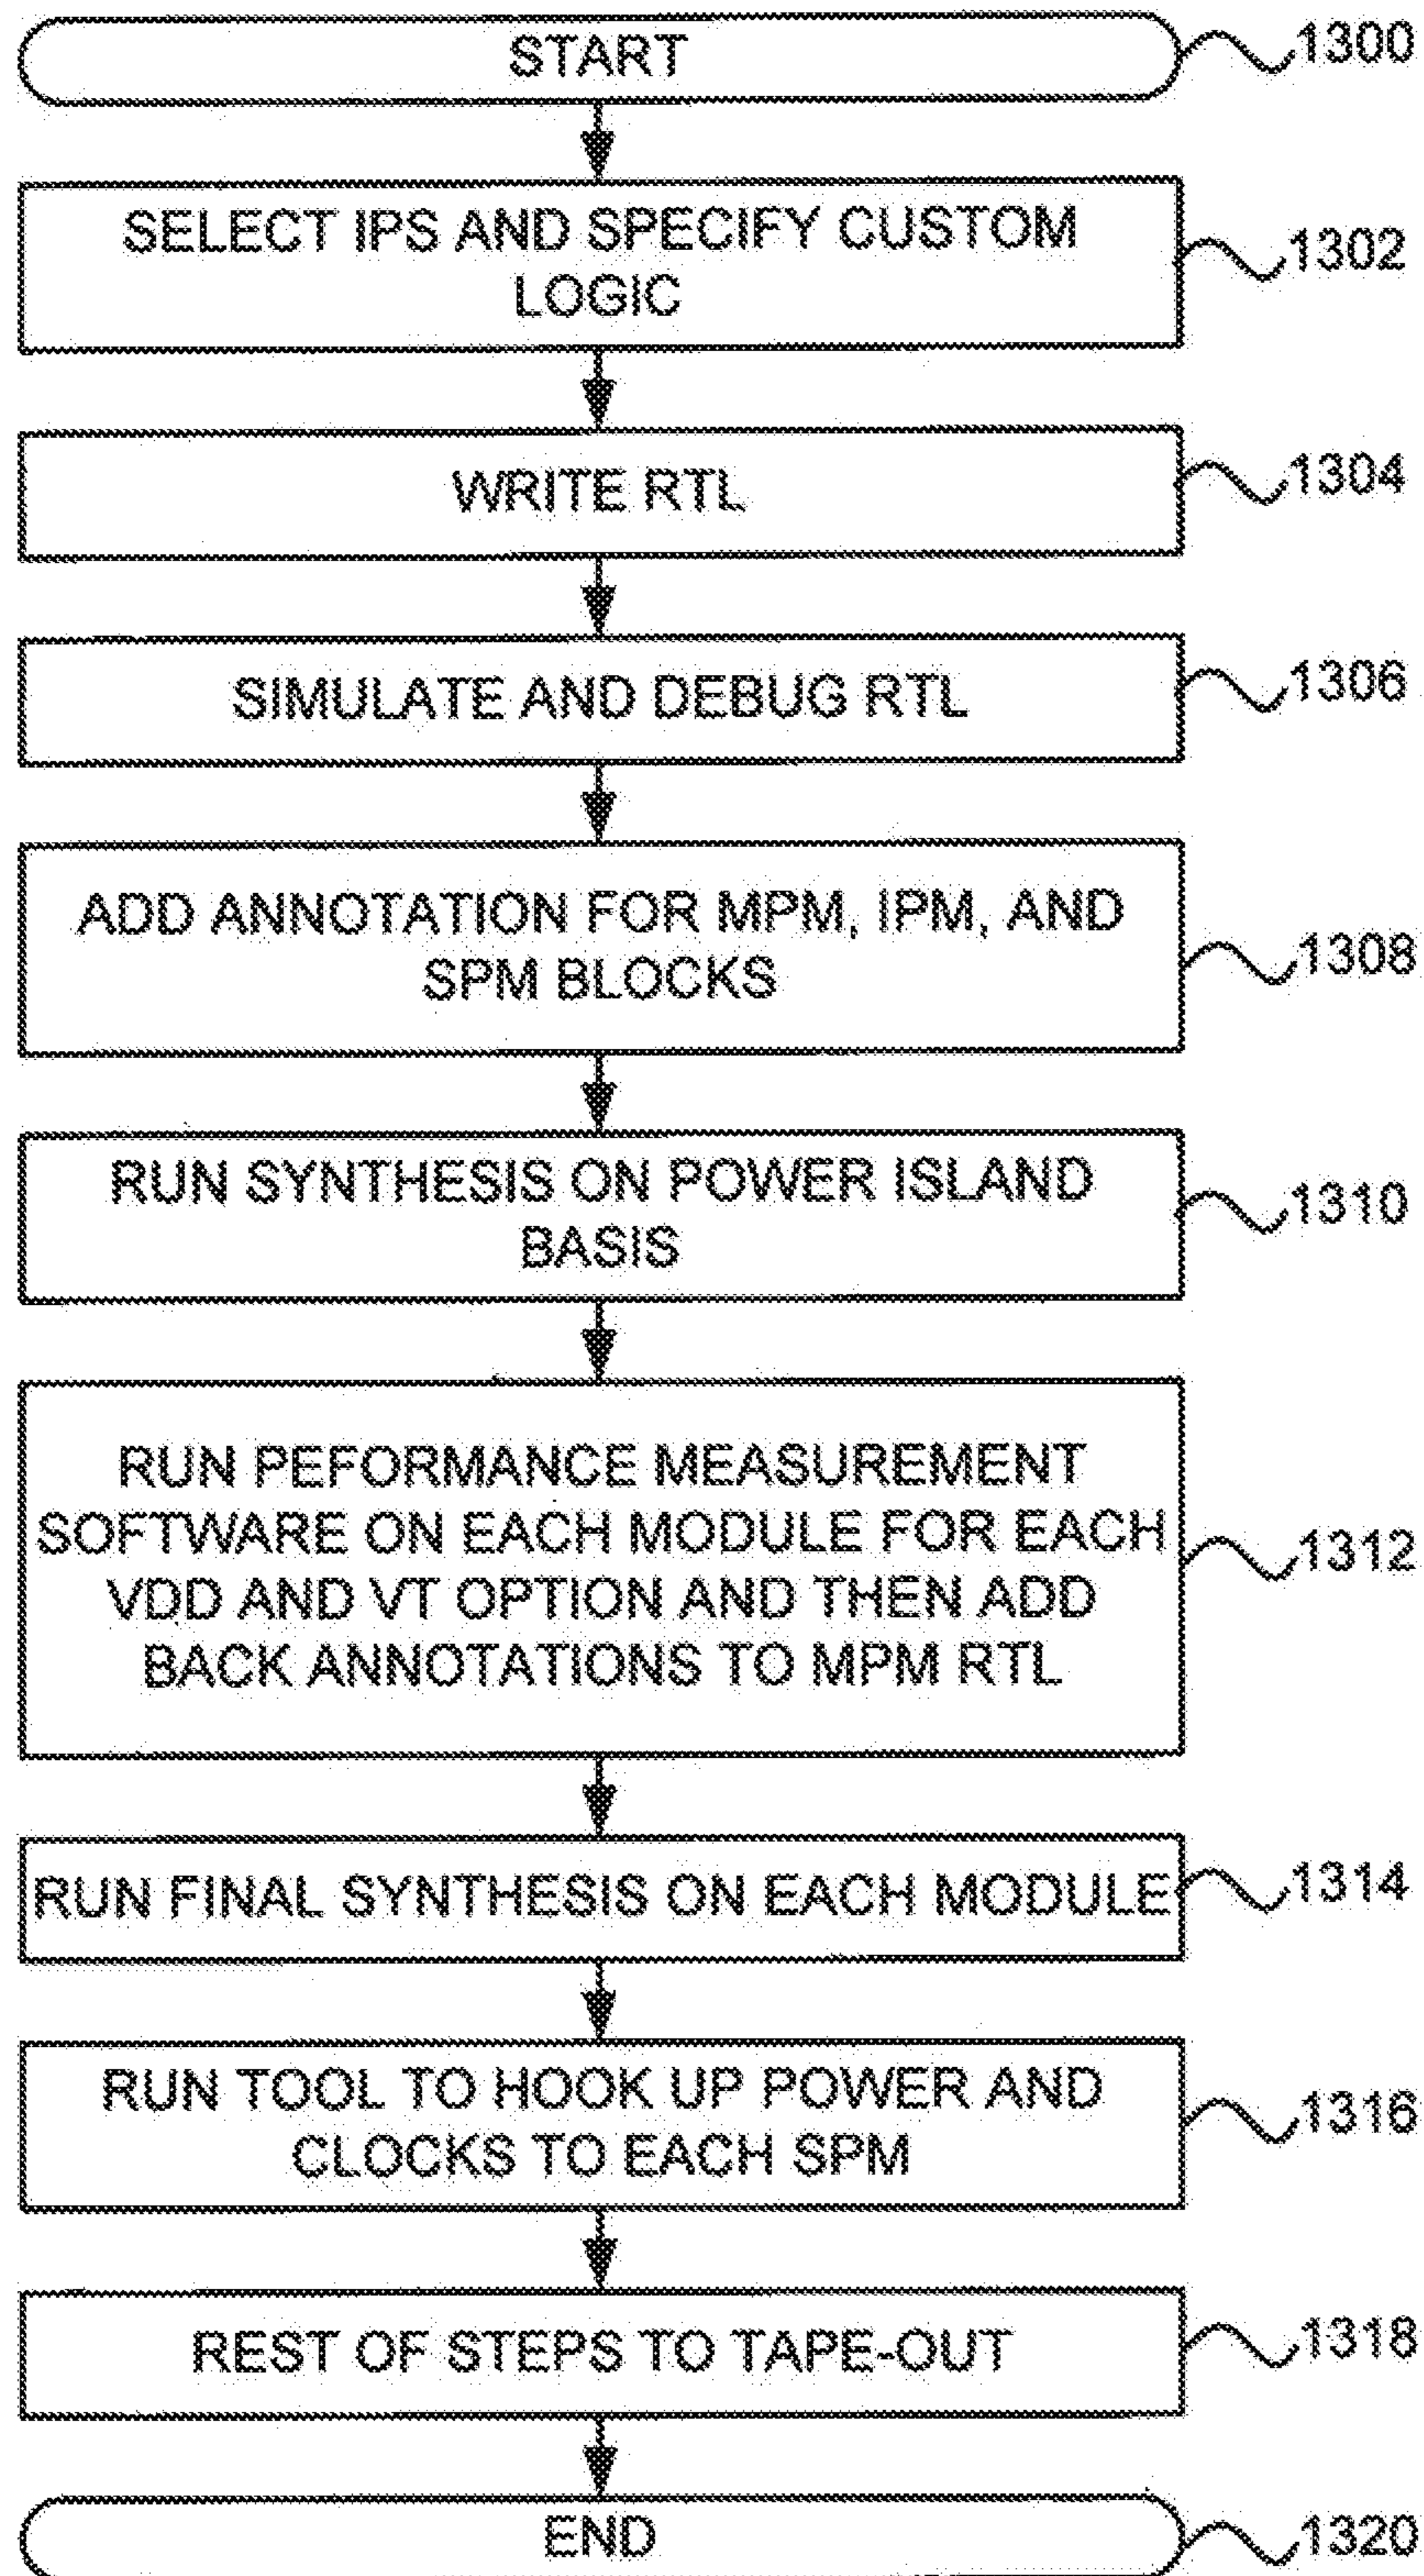 START
1300
SELECT IPS AND SPECIFY CUSTOM
LOGIC
1302
WRITE RTL
1304
SIMULATE AND DEBUG RTL
1306
ADD ANNOTATION FOR MPM, IPM, AND
SPM BLOCKS
1308
RUN SYNTHESIS ON POWER ISLAND
BASIS
1310
RUN PEFORMANCE MEASUREMENT
SOFTWARE ON EACH MODULE FOR EACH
VDD AND VT OPTION AND THEN ADD
BACK ANNOTATIONS TO MPM RTL
1312
RUN FINAL SYNTHESIS ON EACH MODULE
1314
RUN TOOL TO HOOK UP POWER AND
CLOCKS TO EACH SPM
1316
REST OF STEPS TO TAPE-OUT
1318
END
1320